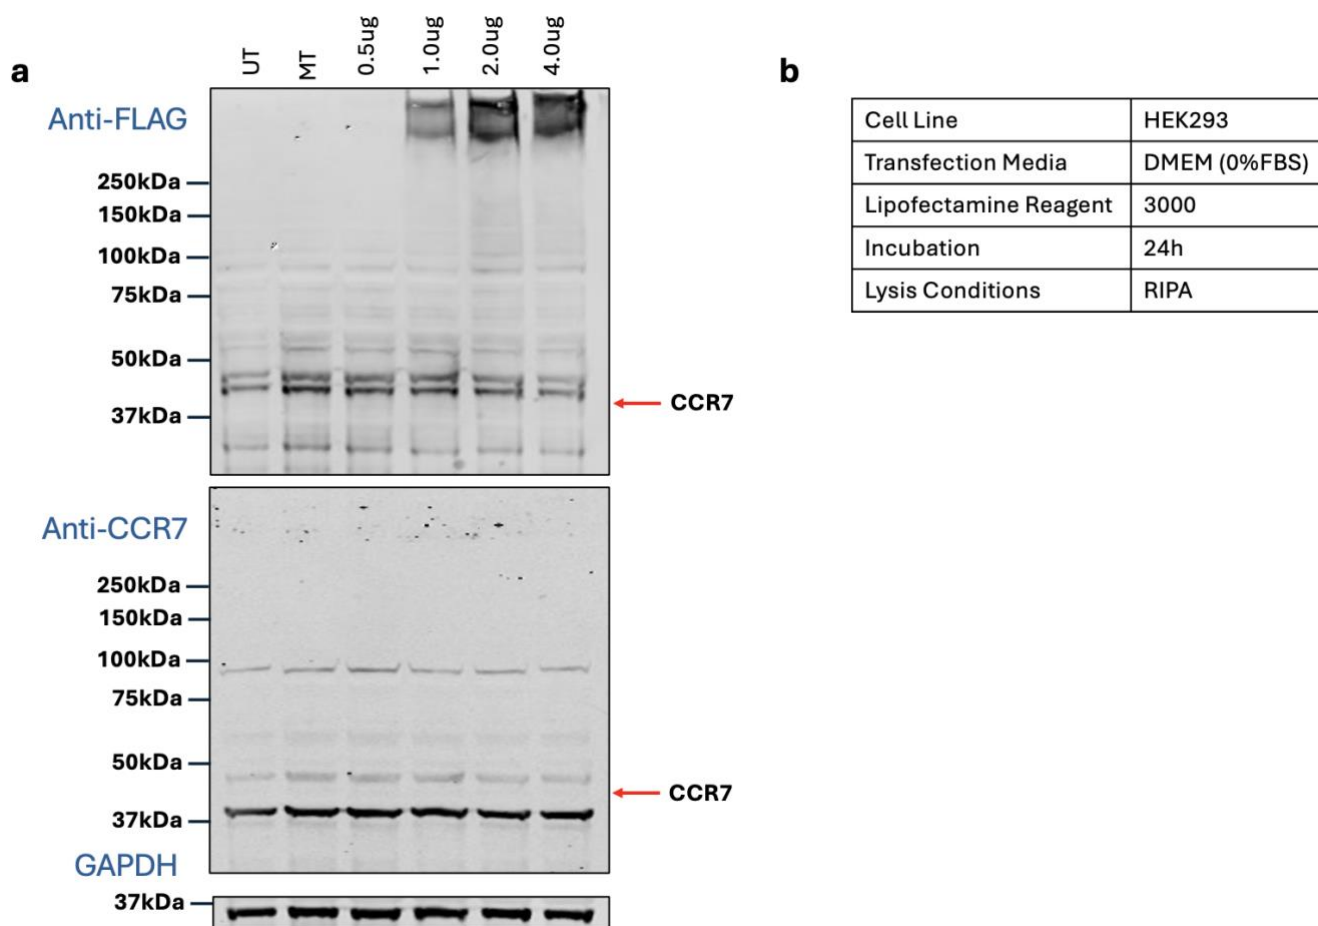 a
UT MT 0.5ug 1.0ug 2.0ug 4.0ug
Anti-FLAG
250kDa
150kDa
100kDa
75kDa
50kDa
CCR7
37kDa
Anti-CCR7
250kDa
150kDa
100kDa
75kDa
50kDa
CCR7
37kDa
GAPDH
37kDa
b
Cell Line HEK293
Transfection Media DMEM (0%FBS)
Lipofectamine Reagent 3000
Incubation 24h
Lysis Conditions RIPA